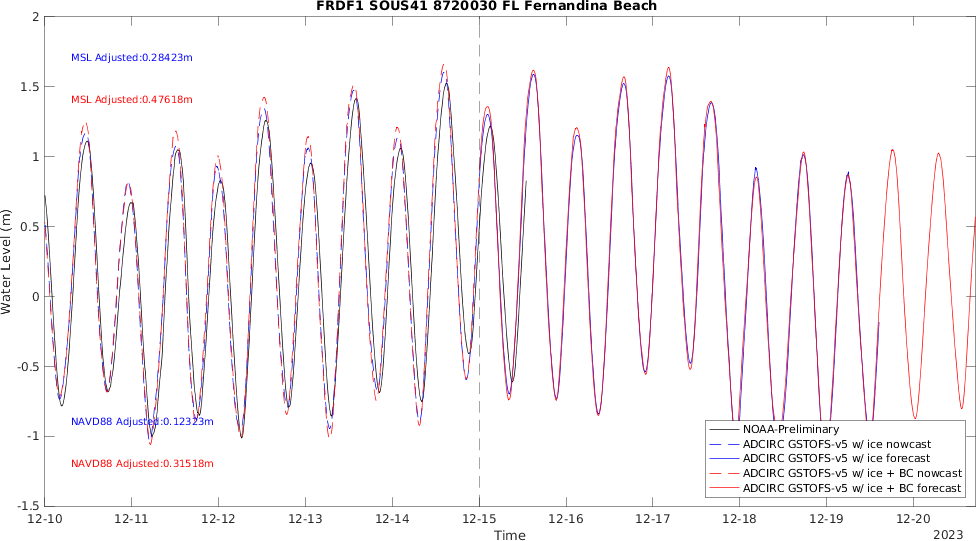 FRDF1 SOUS41 8720030 FL Fernandina Beach
Water Level (m)
2
1.5
1
0.5
0
-0.5
-1
-1.5
MSL Adjusted:0.28423m
MSL Adjusted:0.47618m
NAVD88 Adjusted:0.12323m
NAVD88 Adjusted:0.31518m
NOAA-Preliminary
ADCIRC GSTOFS-v5 w/ ice nowcast
ADCIRC GSTOFS-v5 w/ ice forecast
ADCIRC GSTOFS-v5 w/ ice + BC nowcast
ADCIRC GSTOFS-v5 w/ ice + BC forecast
12-10 12-11 12-12 12-13 12-14 12-15 12-16 12-17 12-18 12-19 12-20
Time
2023